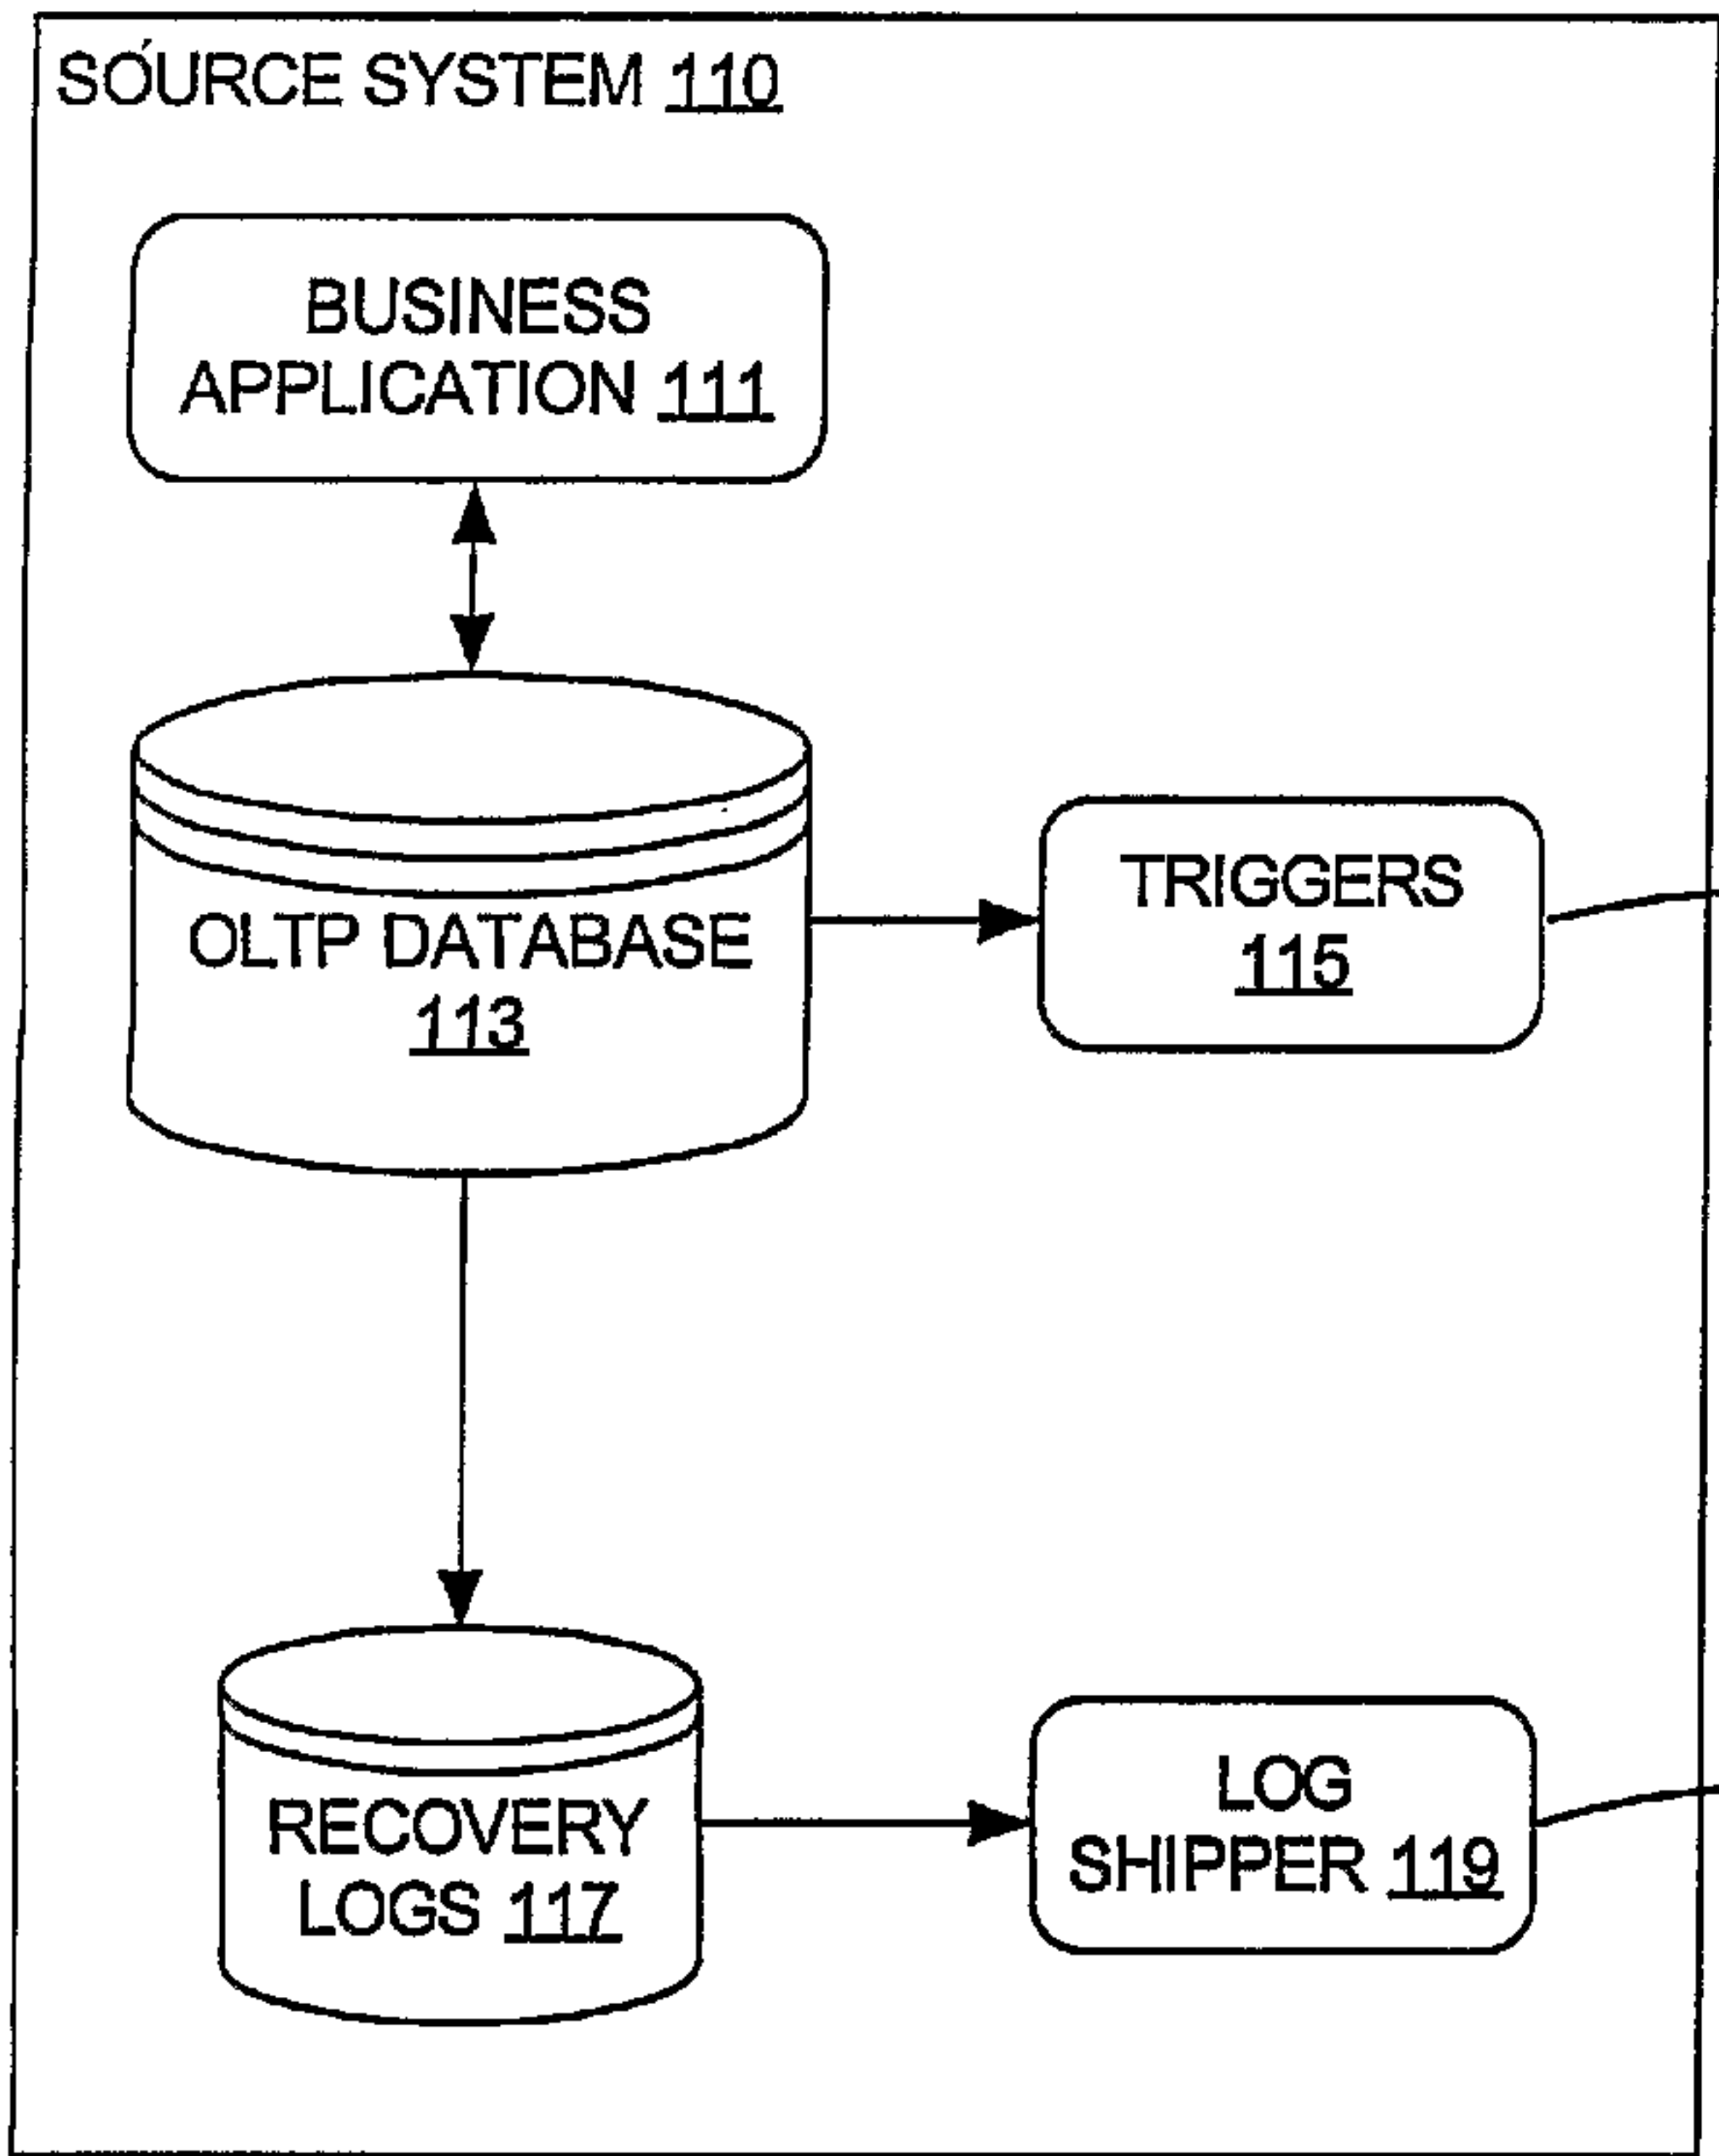 SOURCE SYSTEM 110
BUSINESS
APPLICATION 111
OLTP DATABASE
113
TRIGGERS
115
RECOVERY
LOGS 117
LOG
SHIPPER 119